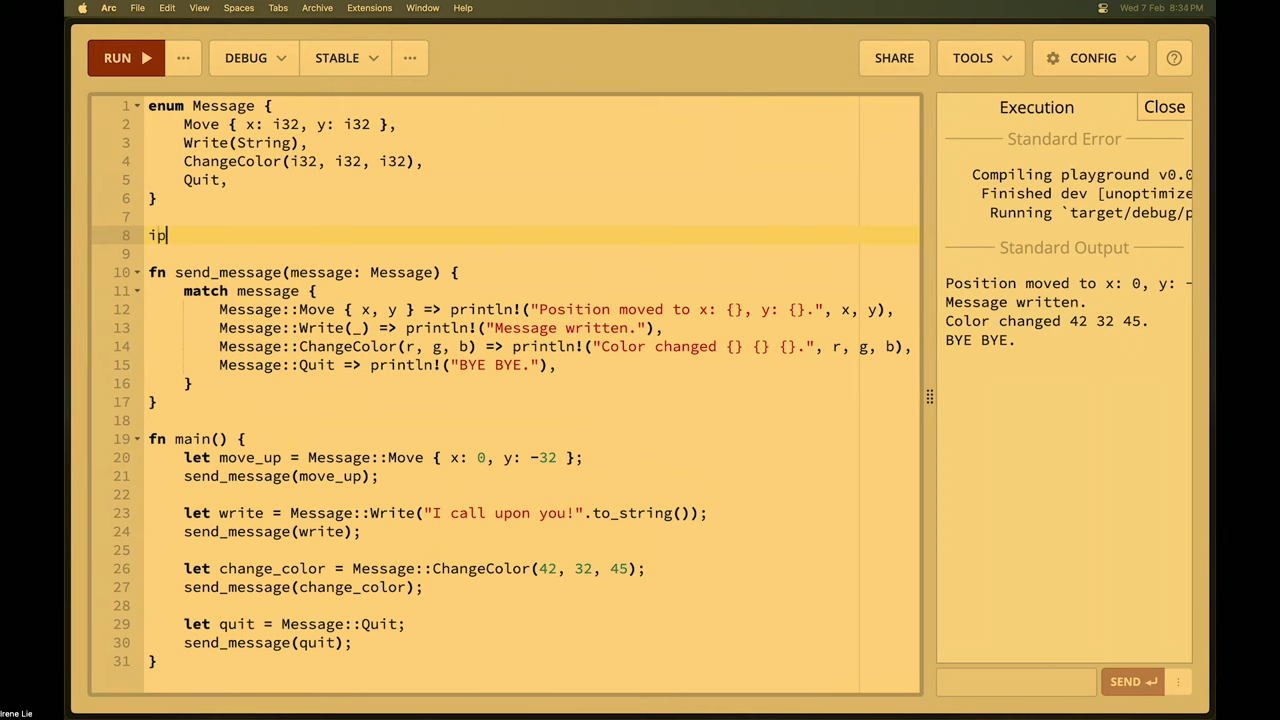 Arc File Edit View Spaces Tabs Archive Extensions Window Help Wed 7 Feb 8:34 PM
RUN ··· DEBUG STABLE ··· SHARE TOOLS CONFIG ?
1 enum Message {
2 Move { x: i32, y: i32 },
3 Write(String),
4 ChangeColor(i32, i32, i32),
5 Quit,
6 }
7
8 ip
9
10 fn send_message(message: Message) {
11 match message {
12 Message::Move { x, y } => println!("Position moved to x: {}, y: {}.", x, y),
13 Message::Write(_) => println!("Message written."),
14 Message::ChangeColor(r, g, b) => println!("Color changed {} {} {}.", r, g, b),
15 Message::Quit => println!("BYE BYE."),
16 }
17 }
18
19 fn main() {
20 let move_up = Message::Move { x: 0, y: -32 };
21 send_message(move_up);
22
23 let write = Message::Write("I call upon you!".to_string());
24 send_message(write);
25
26 let change_color = Message::ChangeColor(42, 32, 45);
27 send_message(change_color);
28
29 let quit = Message::Quit;
30 send_message(quit);
31 }
Execution Close
Standard Error
Compiling playground v0.0
Finished dev [unoptimize
Running `target/debug/p
Standard Output
Position moved to x: 0, y: -
Message written.
Color changed 42 32 45.
BYE BYE.
SEND
Irene Lie